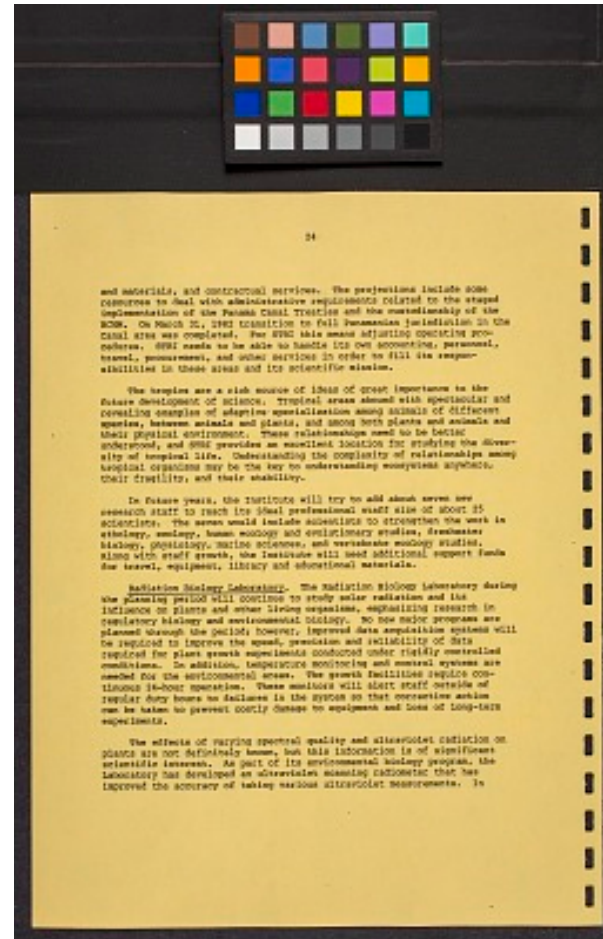 24
and materials, and contractual services. The projections include some
resources to deal with administrative requirements related to the staged
implementation of the Panama Canal Treaties and the custodianship of the
BCNM. On March 31, 1982 transition to full Panamanian jurisdiction in the
Canal area was completed. For STRI this means adjusting operating pro-
cedures. STRI needs to be able to handle its own accounting, personnel,
travel, procurement, and other services in order to fill its respon-
sibilities in these areas and its scientific mission.
The tropics are a rich source of ideas of great importance to the
future development of science. Tropical areas abound with spectacular and
revealing examples of adaptive specialization among animals of different
species, between animals and plants, and among both plants and animals and
their physical environment. These relationships need to be better
understood, and STRI provides an excellent location for studying the diver-
sity of tropical life. Understanding the complexity of relationships among
tropical organisms may be the key to understanding ecosystems anywhere,
their fragility, and their stability.
In future years, the Institute will try to add about seven new
research staff to reach its ideal professional staff size of about 25
scientists. The seven would include scientists to strengthen the work in
ethology, ecology, human ecology and evolutionary studies, freshwater
biology, physiology, marine sciences, and vertebrate ecology studies.
Along with staff growth, the Institute will need additional support funds
for travel, equipment, library and educational materials.
Radiation Biology Laboratory. The Radiation Biology Laboratory during
the planning period will continue to study solar radiation and its
influence on plants and other living organisms, emphasizing research in
regulatory biology and environmental biology. No new major programs are
planned through the period; however, improved data acquisition systems will
be required to improve the speed, precision and reliability of data
required for plant growth experiments conducted under rigidly controlled
conditions. In addition, temperature monitoring and control systems are
needed for the environmental areas. The growth facilities require con-
tinuous 24-hour operation. These monitors will alert staff outside of
regular duty hours to failures in the system so that corrective action
can be taken to prevent costly damage to equipment and loss of long-term
experiments.
The effects of varying spectral quality and ultraviolet radiation on
plants are not definitively known, but this information is of significant
scientific interest. As part of its environmental biology program, the
Laboratory has developed an ultraviolet scanning radiometer that has
improved the accuracy of taking various ultraviolet measurements. In